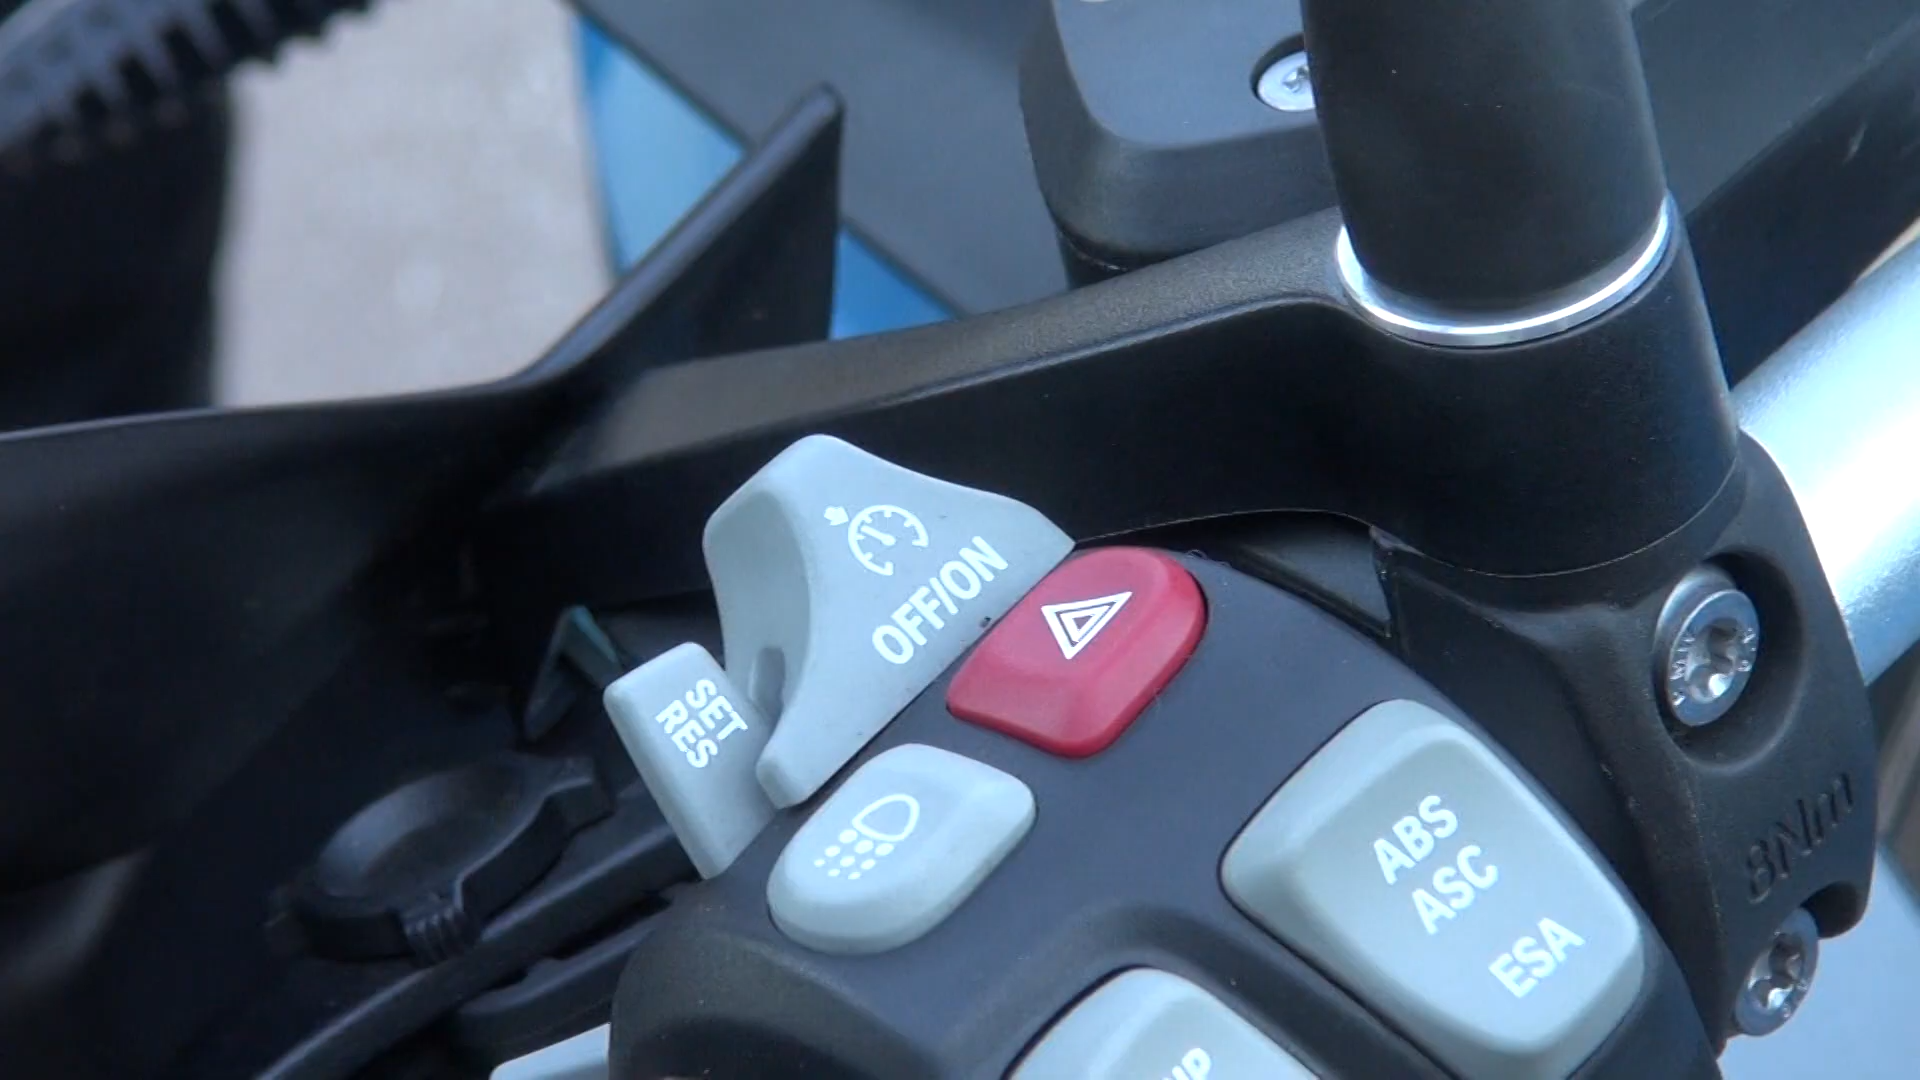 OFF/ON
SET
RES
ABS
ASC
ESA
8Nm